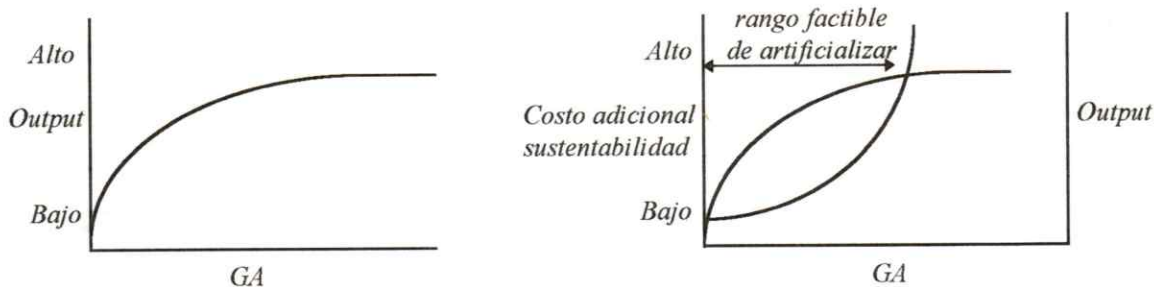 Alto
Output
Bajo
GA
rango factible
de artificializar
Alto
Costo adicional
sustentabilidad
Bajo
Output
GA